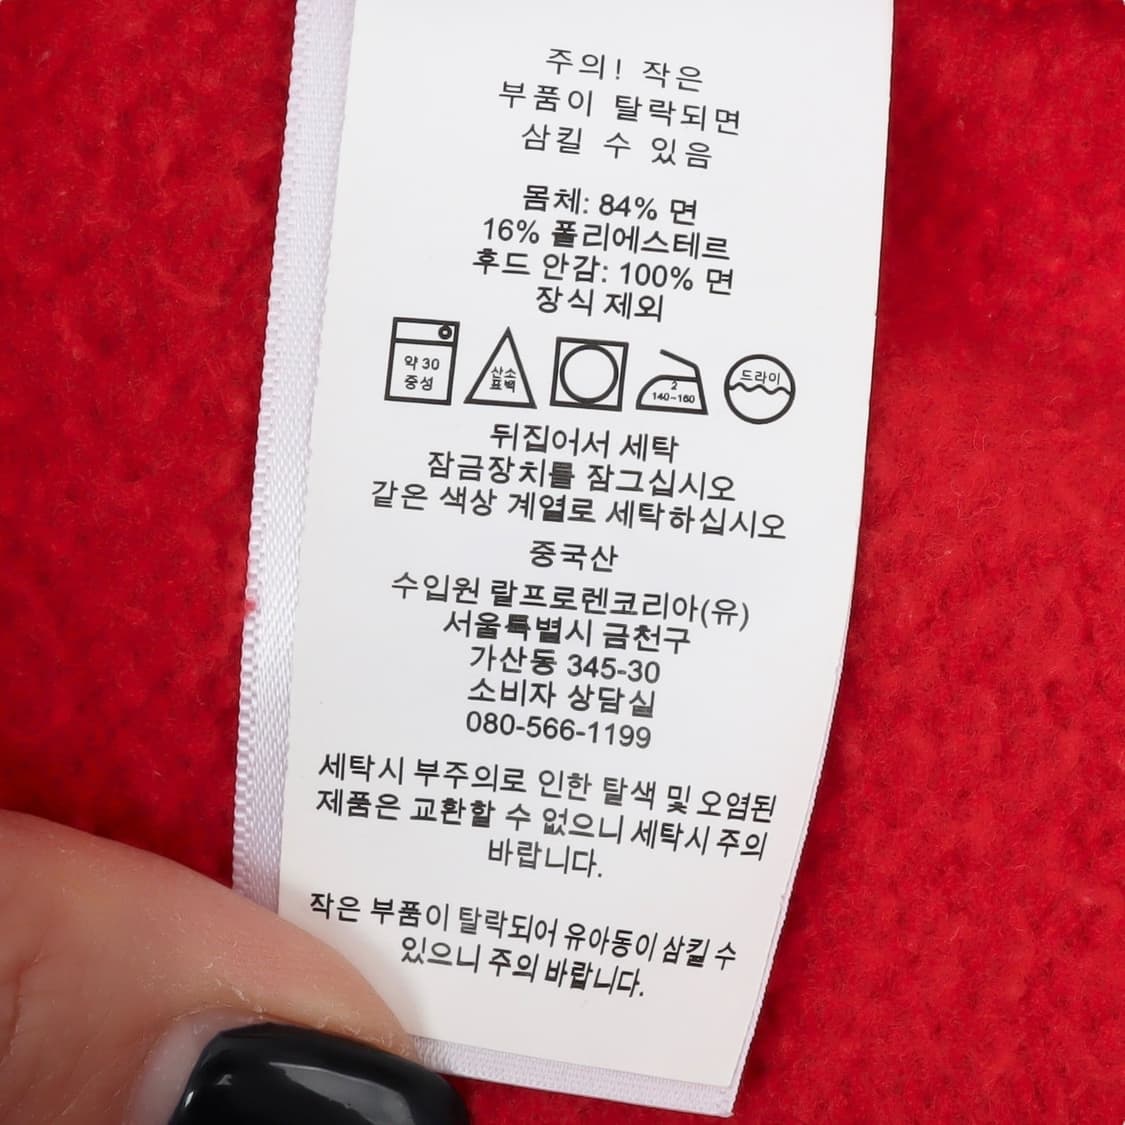 주의! 작은
부품이 탈락되면
삼킬 수 있음
몸체: 84% 면
16% 폴리에스테르
후드 안감: 100% 면
장식 제외
약 30
중성
산소
표백
2
140~160
드라이
뒤집어서 세탁
잠금장치를 잠그십시오
같은 색상 계열로 세탁하십시오
중국산
수입원 랄프로렌코리아(유)
서울특별시 금천구
가산동 345-30
소비자 상담실
080-566-1199
세탁시 부주의로 인한 탈색 및 오염된
제품은 교환할 수 없으니 세탁시 주의
바랍니다.
작은 부품이 탈락되어 유아동이 삼킬 수
있으니 주의 바랍니다.